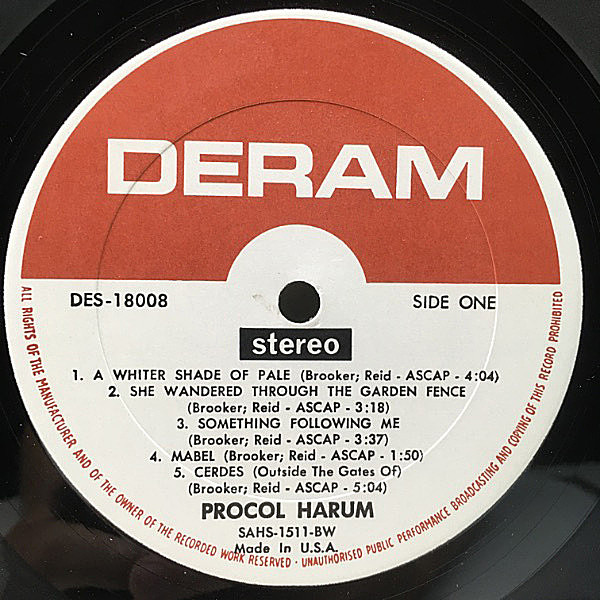 DERAM
DES-18008
SIDE ONE
stereo
1. A WHITER SHADE OF PALE (Brooker; Reid - ASCAP - 4:04)
2. SHE WANDERED THROUGH THE GARDEN FENCE
(Brooker; Reid - ASCAP - 3:18)
3. SOMETHING FOLLOWING ME
(Brooker; Reid - ASCAP - 3:37)
4. MABEL (Brooker; Reid - ASCAP - 1:50)
5. CERDES (Outside The Gates Of)
(Brooker; Reid - ASCAP - 5:04)
PROCOL HARUM
SAHS-1511-BW
Made In U.S.A.
ALL RIGHTS OF THE MANUFACTURER AND OF THE OWNER OF THE RECORDED WORK RESERVED · UNAUTHORISED PUBLIC PERFORMANCE BROADCASTING AND COPYING OF THIS RECORD PROHIBITED